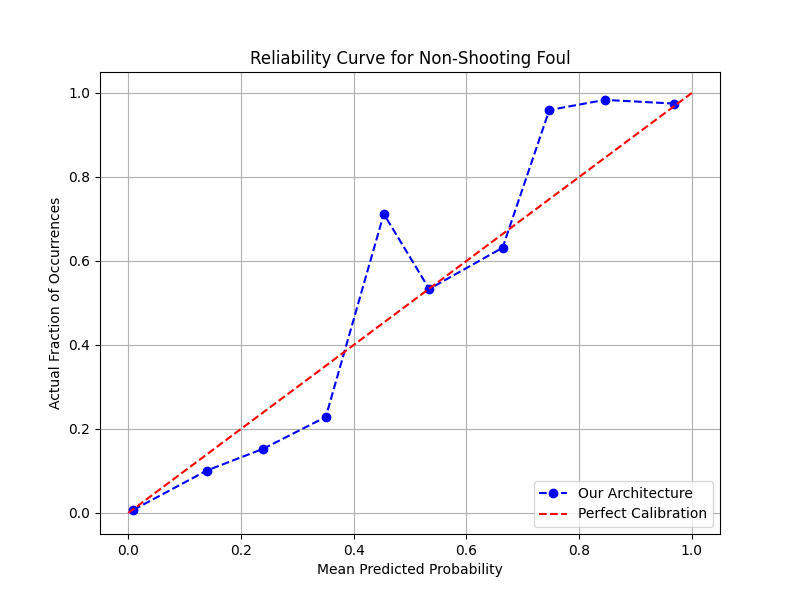 Reliability Curve for Non-Shooting Foul
Actual Fraction of Occurrences
1.0
0.8
0.6
0.4
0.2
0.0
0.0 0.2 0.4 0.6 0.8 1.0
Mean Predicted Probability
Our Architecture
Perfect Calibration